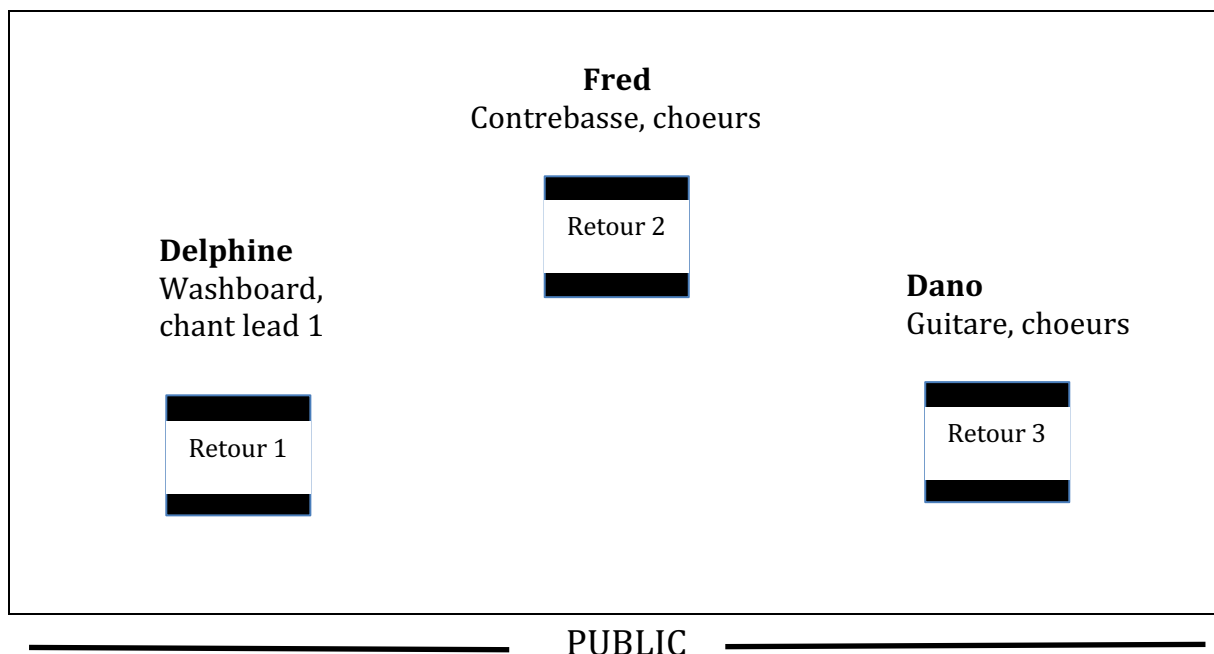 Fred
Contrebasse, choeurs
Retour 2
Delphine
Washboard,
chant lead 1
Dano
Guitare, choeurs
Retour 1
Retour 3
PUBLIC